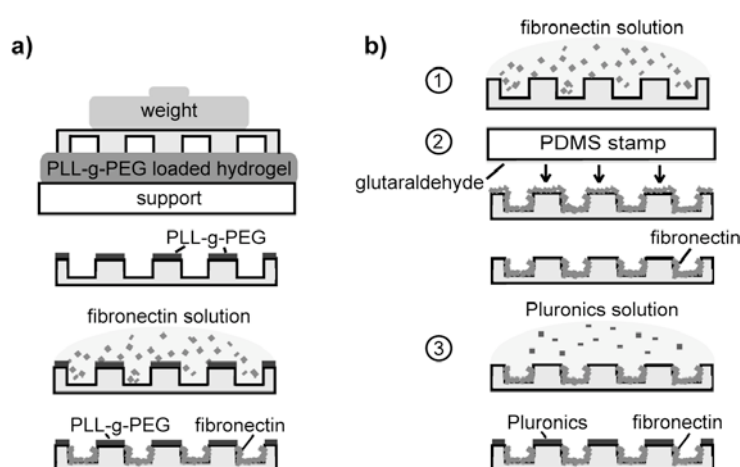 a)
weight
PLL-g-PEG loaded hydrogel
support
PLL-g-PEG
fibronectin solution
PLL-g-PEG
fibronectin
b)
fibronectin solution
1
2
PDMS stamp
glutaraldehyde
fibronectin
Pluronics solution
3
Pluronics
fibronectin